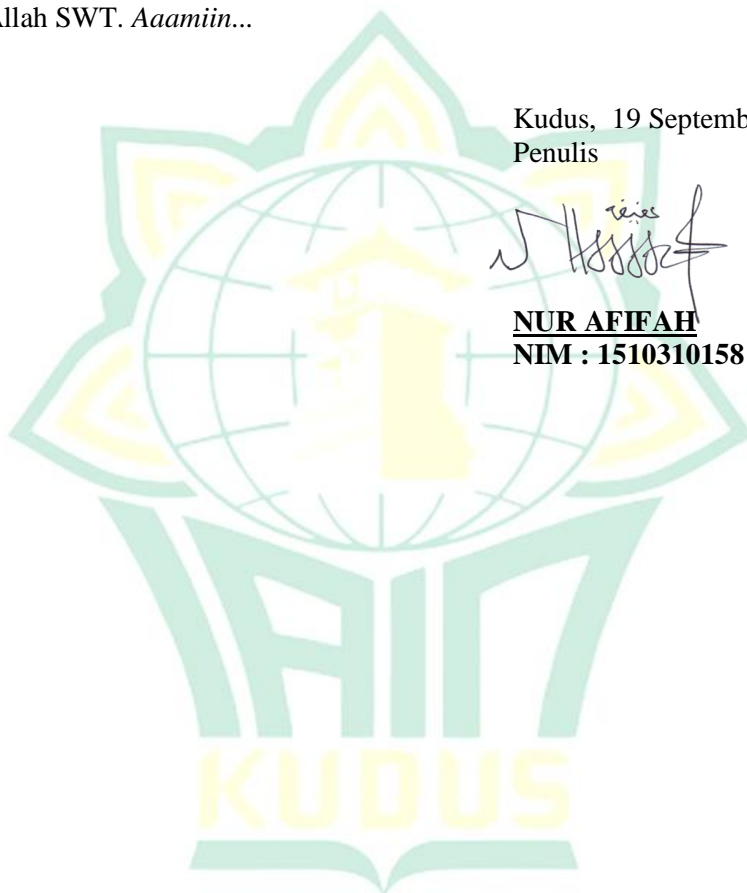 Allah SWT. Aaamiin...
Kudus, 19 Septemb
Penulis
NUR AFIFAH
NIM : 1510310158
IAIN
KUDUS